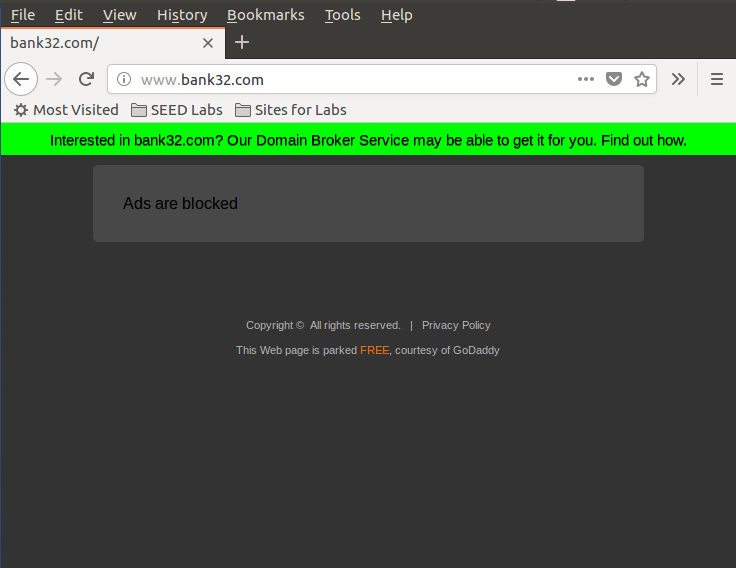 File Edit View History Bookmarks Tools Help
bank32.com/
www.bank32.com
Most Visited SEED Labs Sites for Labs
Interested in bank32.com? Our Domain Broker Service may be able to get it for you. Find out how.
Ads are blocked
Copyright © All rights reserved. | Privacy Policy
This Web page is parked FREE, courtesy of GoDaddy